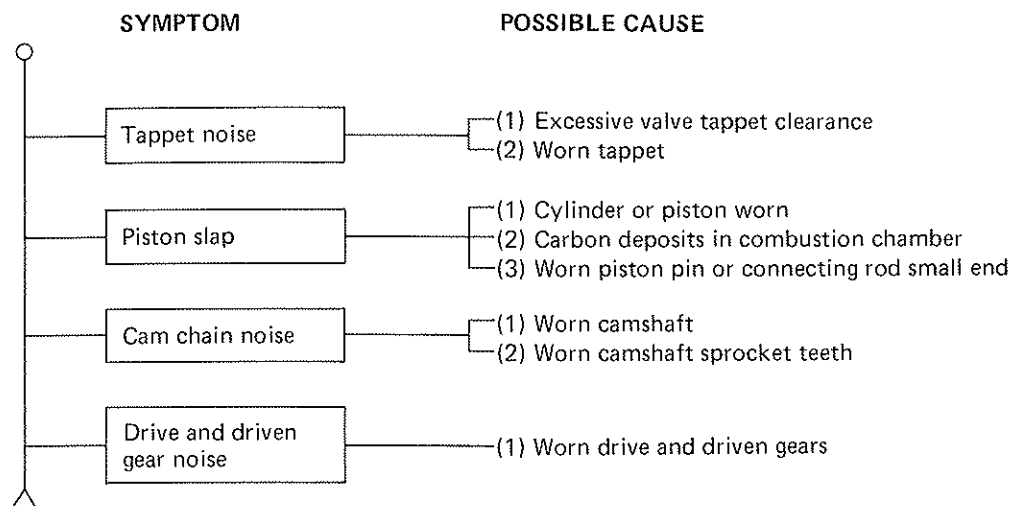 SYMPTOM POSSIBLE CAUSE
Tappet noise
(1) Excessive valve tappet clearance
(2) Worn tappet
Piston slap
(1) Cylinder or piston worn
(2) Carbon deposits in combustion chamber
(3) Worn piston pin or connecting rod small end
Cam chain noise
(1) Worn camshaft
(2) Worn camshaft sprocket teeth
Drive and driven
gear noise
(1) Worn drive and driven gears